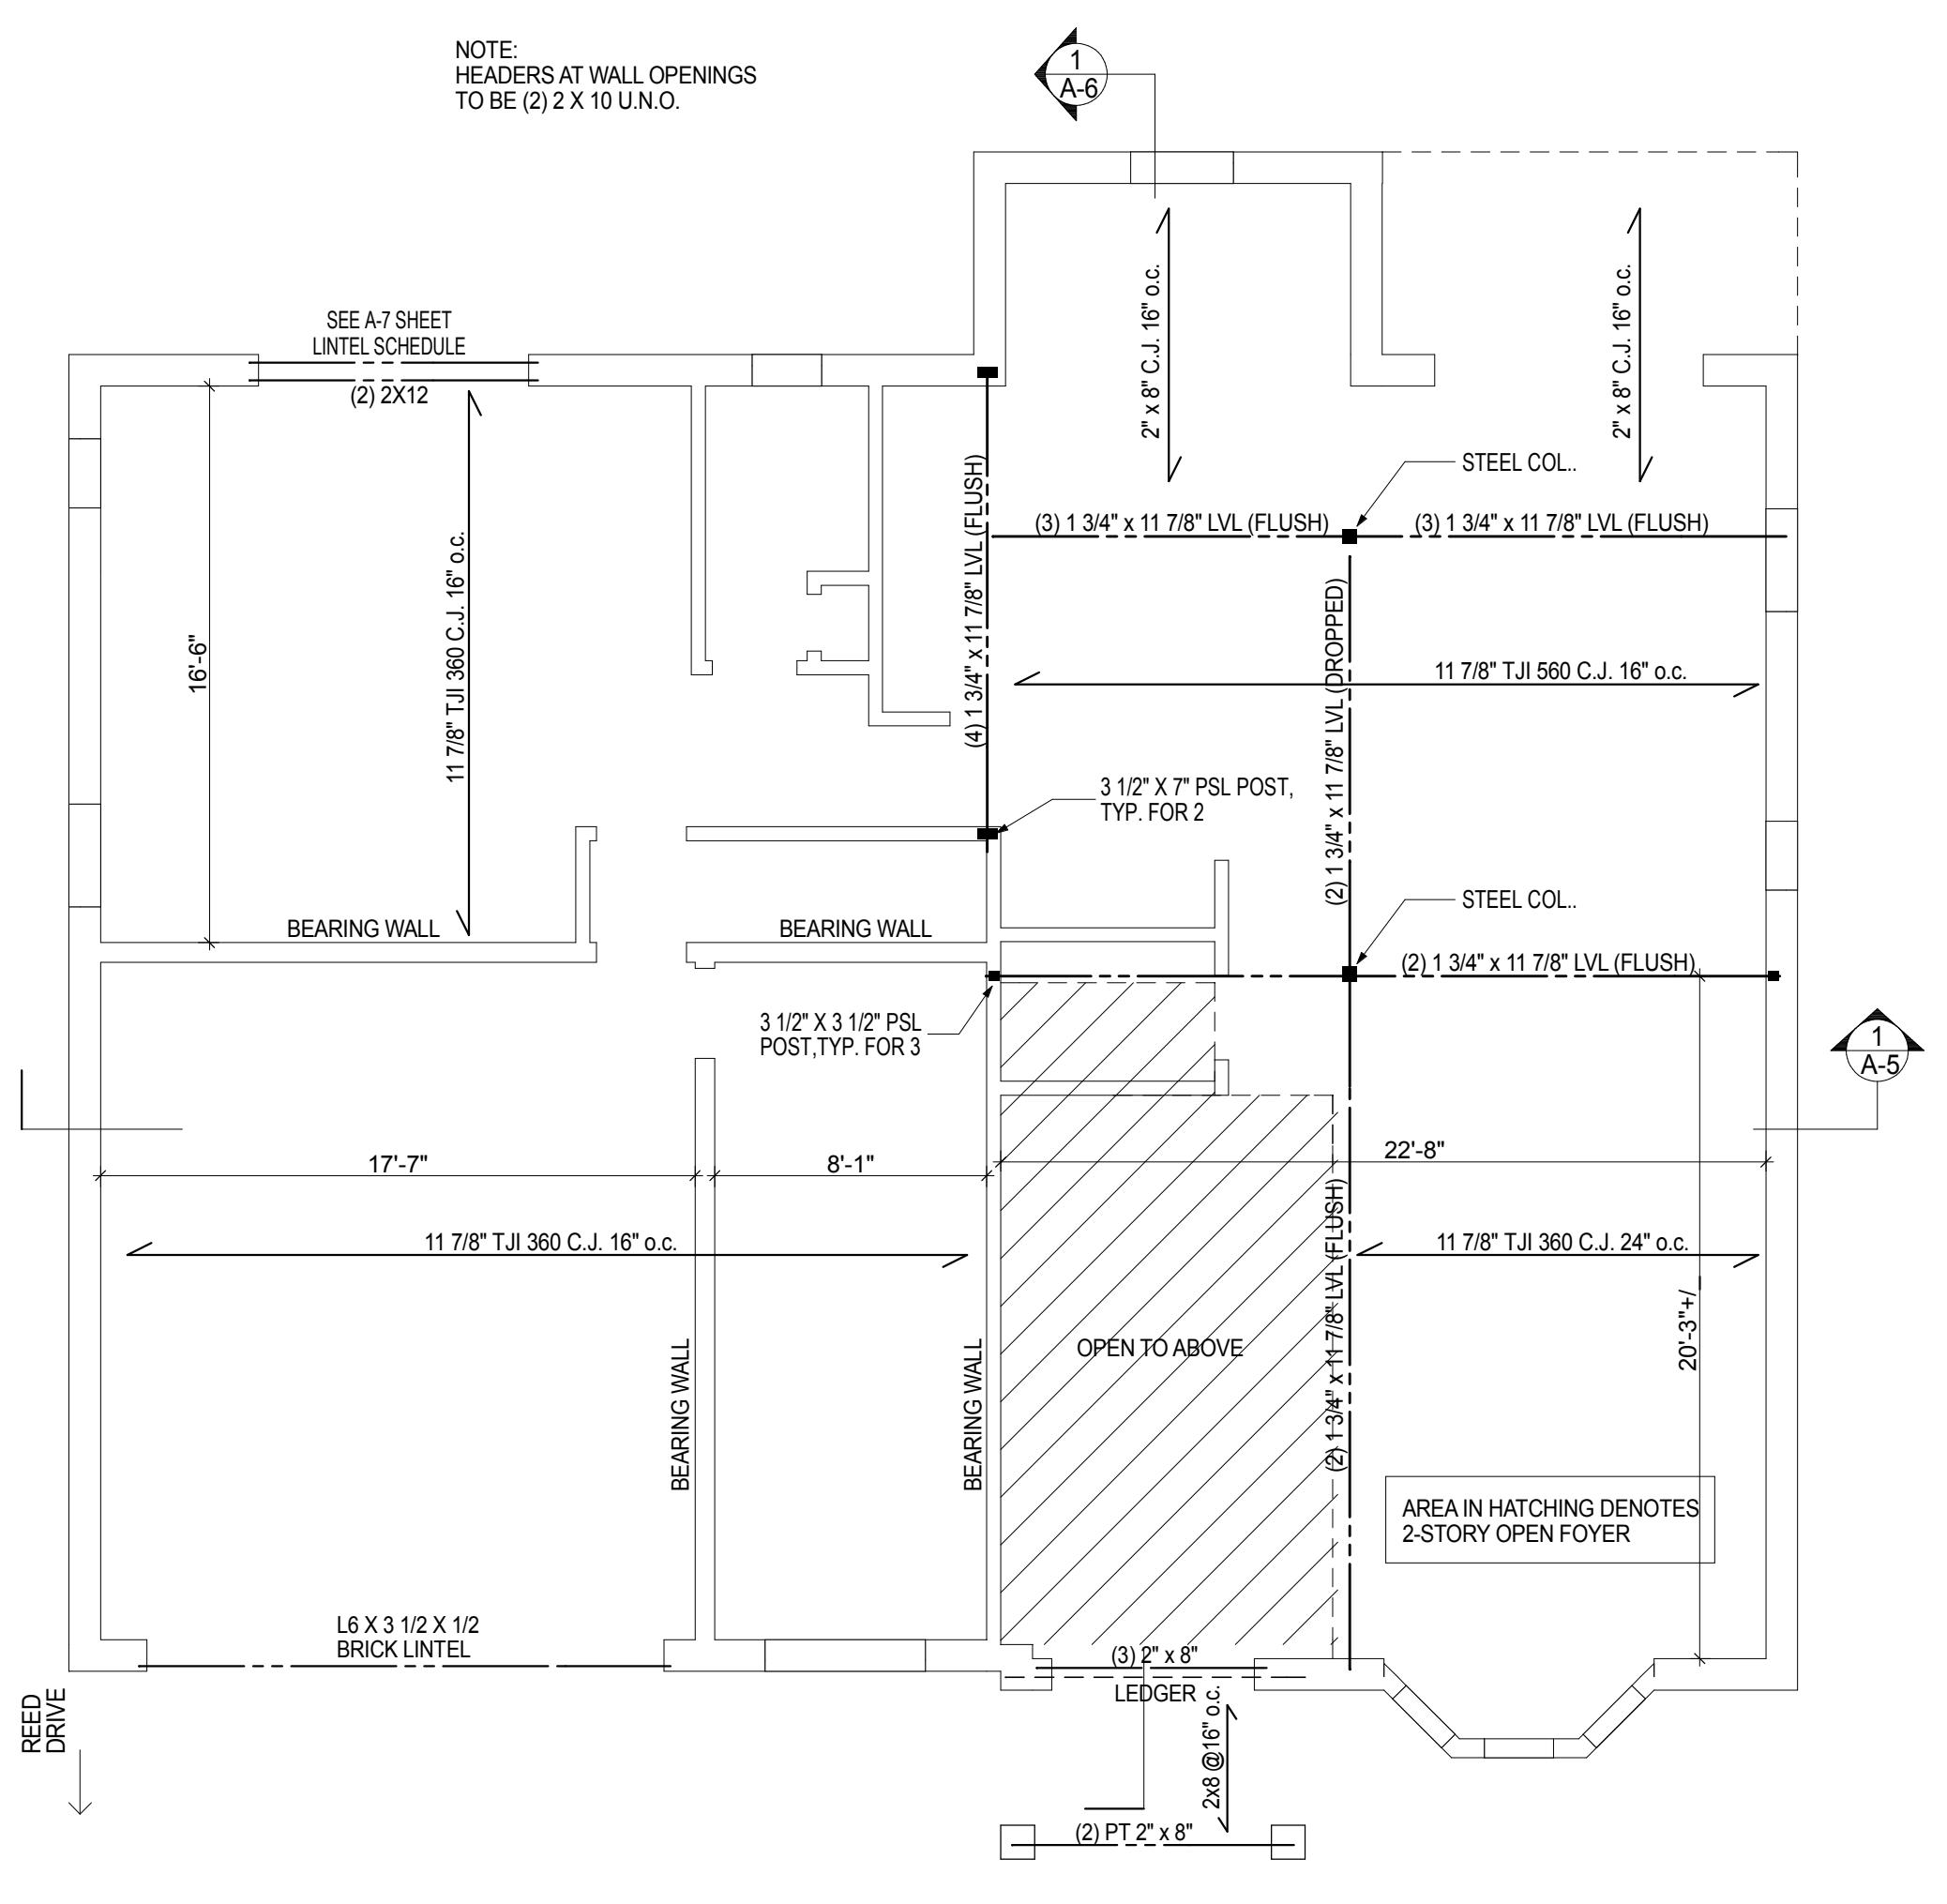 NOTE:
HEADERS AT WALL OPENINGS
TO BE (2) 2 X 10 U.N.O.
1
A-6
SEE A-7 SHEET
LINTEL SCHEDULE
(2) 2X12
2" x 8" C.J. 16" o.c.
2" x 8" C.J. 16" o.c.
STEEL COL..
(3) 1 3/4" x 11 7/8" LVL (FLUSH)
(3) 1 3/4" x 11 7/8" LVL (FLUSH)
16'-6"
11 7/8" TJI 360 C.J. 16" o.c.
(4) 1 3/4" x 11 7/8" LVL (FLUSH)
(2) 1 3/4" x 11 7/8" LVL (DROPPED)
11 7/8" TJI 560 C.J. 16" o.c.
3 1/2" X 7" PSL POST,
TYP. FOR 2
STEEL COL..
BEARING WALL
BEARING WALL
(2) 1 3/4" x 11 7/8" LVL (FLUSH)
3 1/2" X 3 1/2" PSL
POST,TYP. FOR 3
1
A-5
17'-7"
8'-1"
22'-8"
11 7/8" TJI 360 C.J. 16" o.c.
(2) 1 3/4" x 11 7/8" LVL (FLUSH)
11 7/8" TJI 360 C.J. 24" o.c.
20'-3"+/_
OPEN TO ABOVE
BEARING WALL
BEARING WALL
AREA IN HATCHING DENOTES
2-STORY OPEN FOYER
L6 X 3 1/2 X 1/2
BRICK LINTEL
(3) 2" x 8"
LEDGER
REED
DRIVE
2x8 @16" o.c.
(2) PT 2" x 8"